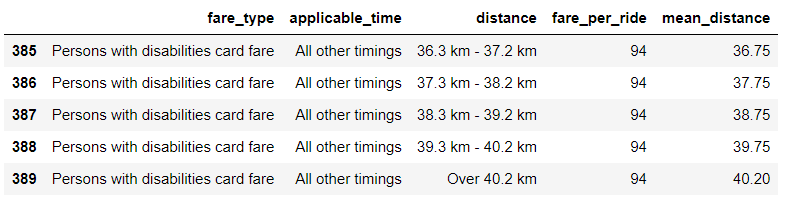 fare_type applicable_time distance fare_per_ride mean_distance
385 Persons with disabilities card fare All other timings 36.3 km - 37.2 km 94 36.75
386 Persons with disabilities card fare All other timings 37.3 km - 38.2 km 94 37.75
387 Persons with disabilities card fare All other timings 38.3 km - 39.2 km 94 38.75
388 Persons with disabilities card fare All other timings 39.3 km - 40.2 km 94 39.75
389 Persons with disabilities card fare All other timings Over 40.2 km 94 40.20